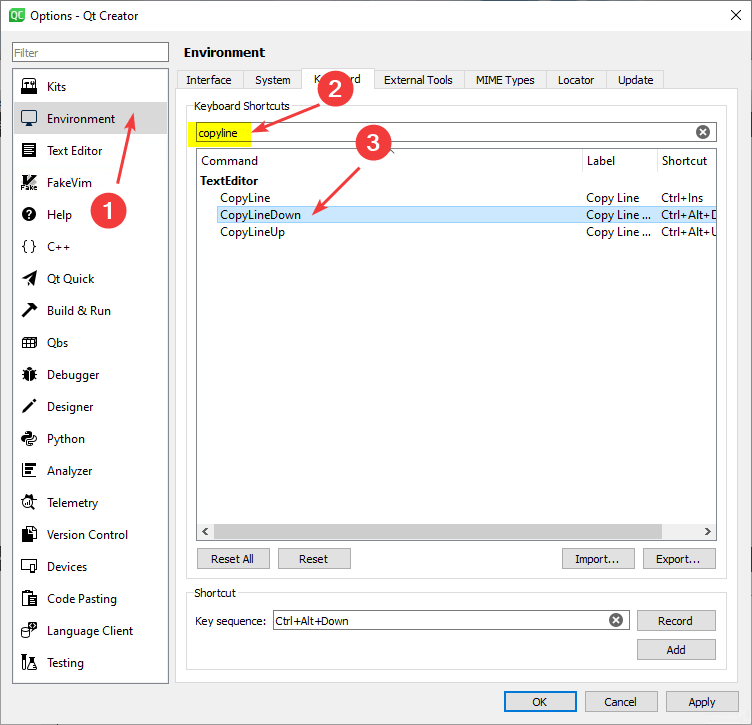 QC Options - Qt Creator
Filter
Kits
Environment
Text Editor
FakeVim
Help
C++
Qt Quick
Build & Run
Qbs
Debugger
Designer
Python
Analyzer
Telemetry
Version Control
Devices
Code Pasting
Language Client
Testing
1
Environment
Interface System External Tools MIME Types Locator Update
2
Keyboard Shortcuts
copyline
3
Command Label Shortcut
TextEditor
CopyLine Copy Line Ctrl+Ins
CopyLineDown Copy Line ... Ctrl+Alt+D
CopyLineUp Copy Line ... Ctrl+Alt+U
Reset All Reset Import... Export...
Shortcut
Key sequence: Ctrl+Alt+Down Record
Add
OK Cancel Apply